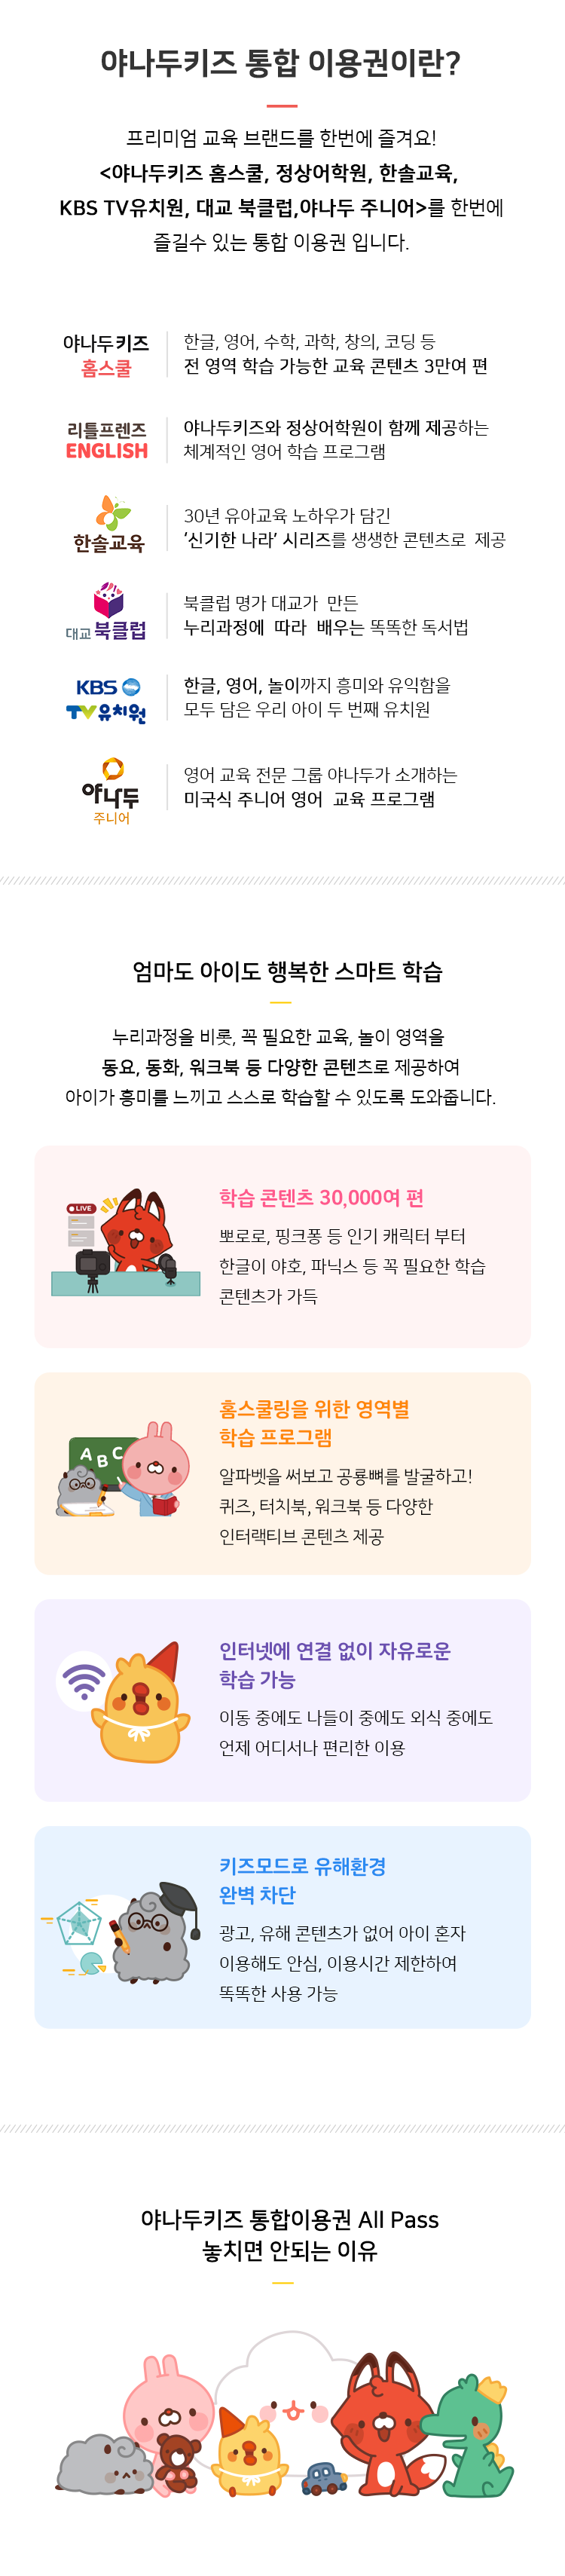 야나두키즈 통합 이용권이란?
프리미엄 교육 브랜드를 한번에 즐겨요!
<야나두키즈 홈스쿨, 정상어학원, 한솔교육,
KBS TV유치원, 대교 북클럽,야나두 주니어>를 한번에
즐길수 있는 통합 이용권 입니다.
야나두키즈
홈스쿨
한글, 영어, 수학, 과학, 창의, 코딩 등
전 영역 학습 가능한 교육 콘텐츠 3만여 편
리틀프렌즈
ENGLISH
야나두키즈와 정상어학원이 함께 제공하는
체계적인 영어 학습 프로그램
한솔교육
30년 유아교육 노하우가 담긴
‘신기한 나라’ 시리즈를 생생한 콘텐츠로 제공
대교 북클럽
북클럽 명가 대교가 만든
누리과정에 따라 배우는 똑똑한 독서법
KBS
TV유치원
한글, 영어, 놀이까지 흥미와 유익함을
모두 담은 우리 아이 두 번째 유치원
야나두
주니어
영어 교육 전문 그룹 야나두가 소개하는
미국식 주니어 영어 교육 프로그램
엄마도 아이도 행복한 스마트 학습
누리과정을 비롯, 꼭 필요한 교육, 놀이 영역을
동요, 동화, 워크북 등 다양한 콘텐츠로 제공하여
아이가 흥미를 느끼고 스스로 학습할 수 있도록 도와줍니다.
LIVE
학습 콘텐츠 30,000여 편
뽀로로, 핑크퐁 등 인기 캐릭터 부터
한글이 야호, 파닉스 등 꼭 필요한 학습
콘텐츠가 가득
A B C
홈스쿨링을 위한 영역별
학습 프로그램
알파벳을 써보고 공룡뼈를 발굴하고!
퀴즈, 터치북, 워크북 등 다양한
인터랙티브 콘텐츠 제공
인터넷에 연결 없이 자유로운
학습 가능
이동 중에도 나들이 중에도 외식 중에도
언제 어디서나 편리한 이용
키즈모드로 유해환경
완벽 차단
광고, 유해 콘텐츠가 없어 아이 혼자
이용해도 안심, 이용시간 제한하여
똑똑한 사용 가능
야나두키즈 통합이용권 All Pass
놓치면 안되는 이유